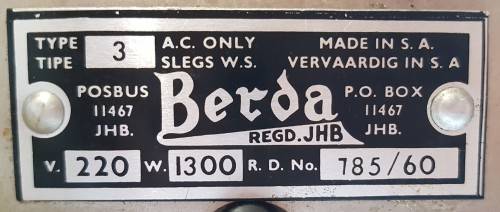 TYPE 3 A.C. ONLY MADE IN S. A.
TIPE SLEGS W.S. VERVAARDIG IN S. A
POSBUS Berda P.O. BOX
11467 11467
JHB. REGD. JHB JHB.
V. 220 W. 1300 R. D. No. 785/60